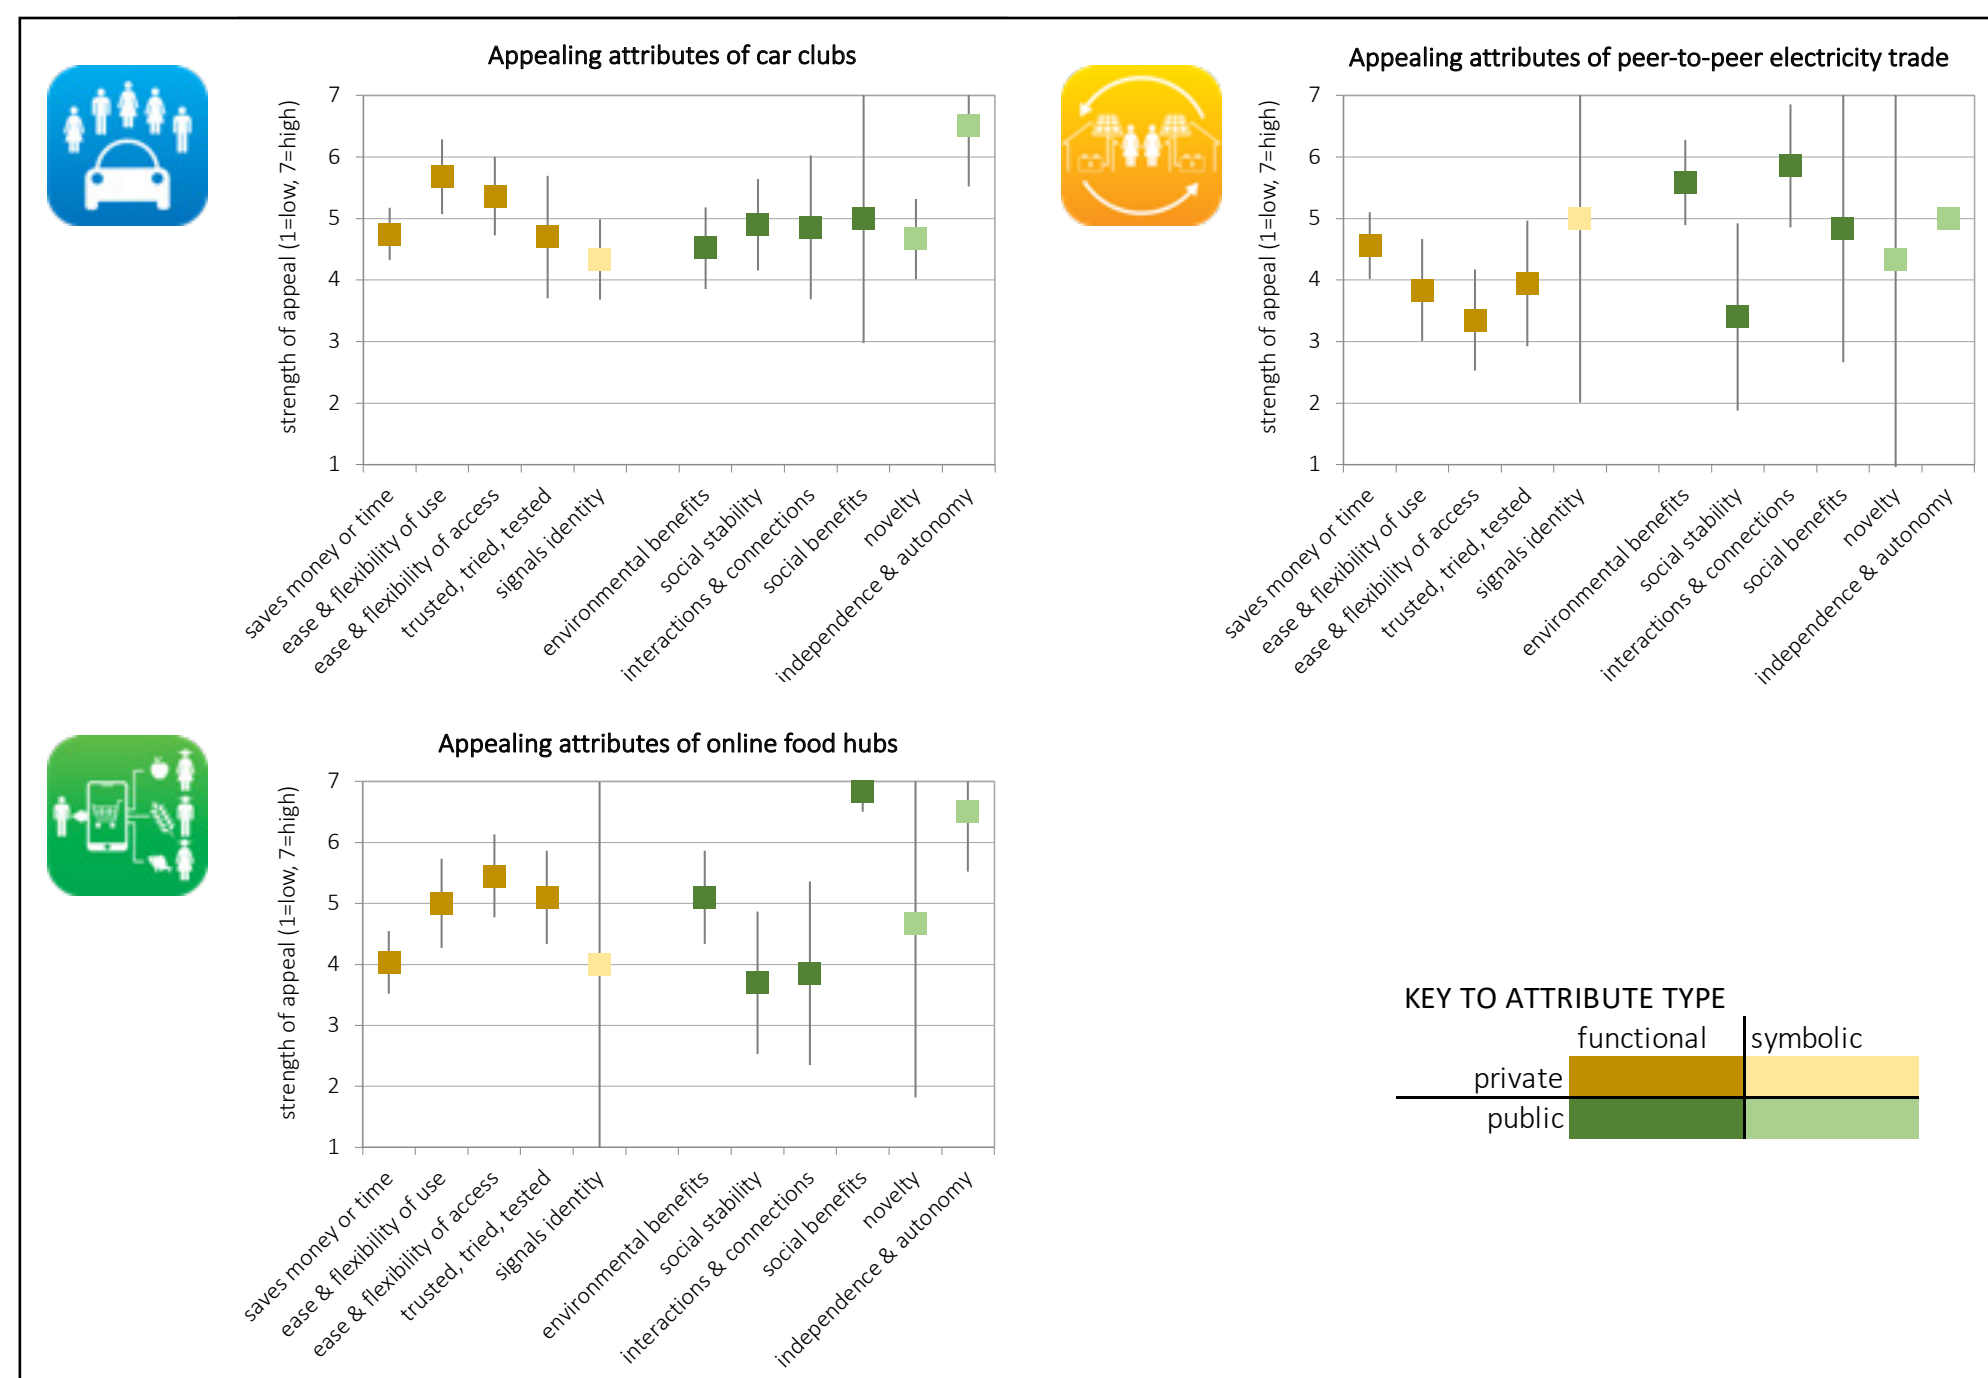 Appealing attributes of car clubs
strength of appeal (1=low, 7=high)
7
6
5
4
3
2
1
saves money or time
ease & flexibility of use
ease & flexibility of access
trusted, tried, tested
signals identity
environmental benefits
social stability
interactions & connections
social benefits
novelty
independence & autonomy
Appealing attributes of peer-to-peer electricity trade
strength of appeal (1=low, 7=high)
7
6
5
4
3
2
1
saves money or time
ease & flexibility of use
ease & flexibility of access
trusted, tried, tested
signals identity
environmental benefits
social stability
interactions & connections
social benefits
novelty
independence & autonomy
Appealing attributes of online food hubs
strength of appeal (1=low, 7=high)
7
6
5
4
3
2
1
saves money or time
ease & flexibility of use
ease & flexibility of access
trusted, tried, tested
signals identity
environmental benefits
social stability
interactions & connections
social benefits
novelty
independence & autonomy
KEY TO ATTRIBUTE TYPE
functional symbolic
private
public